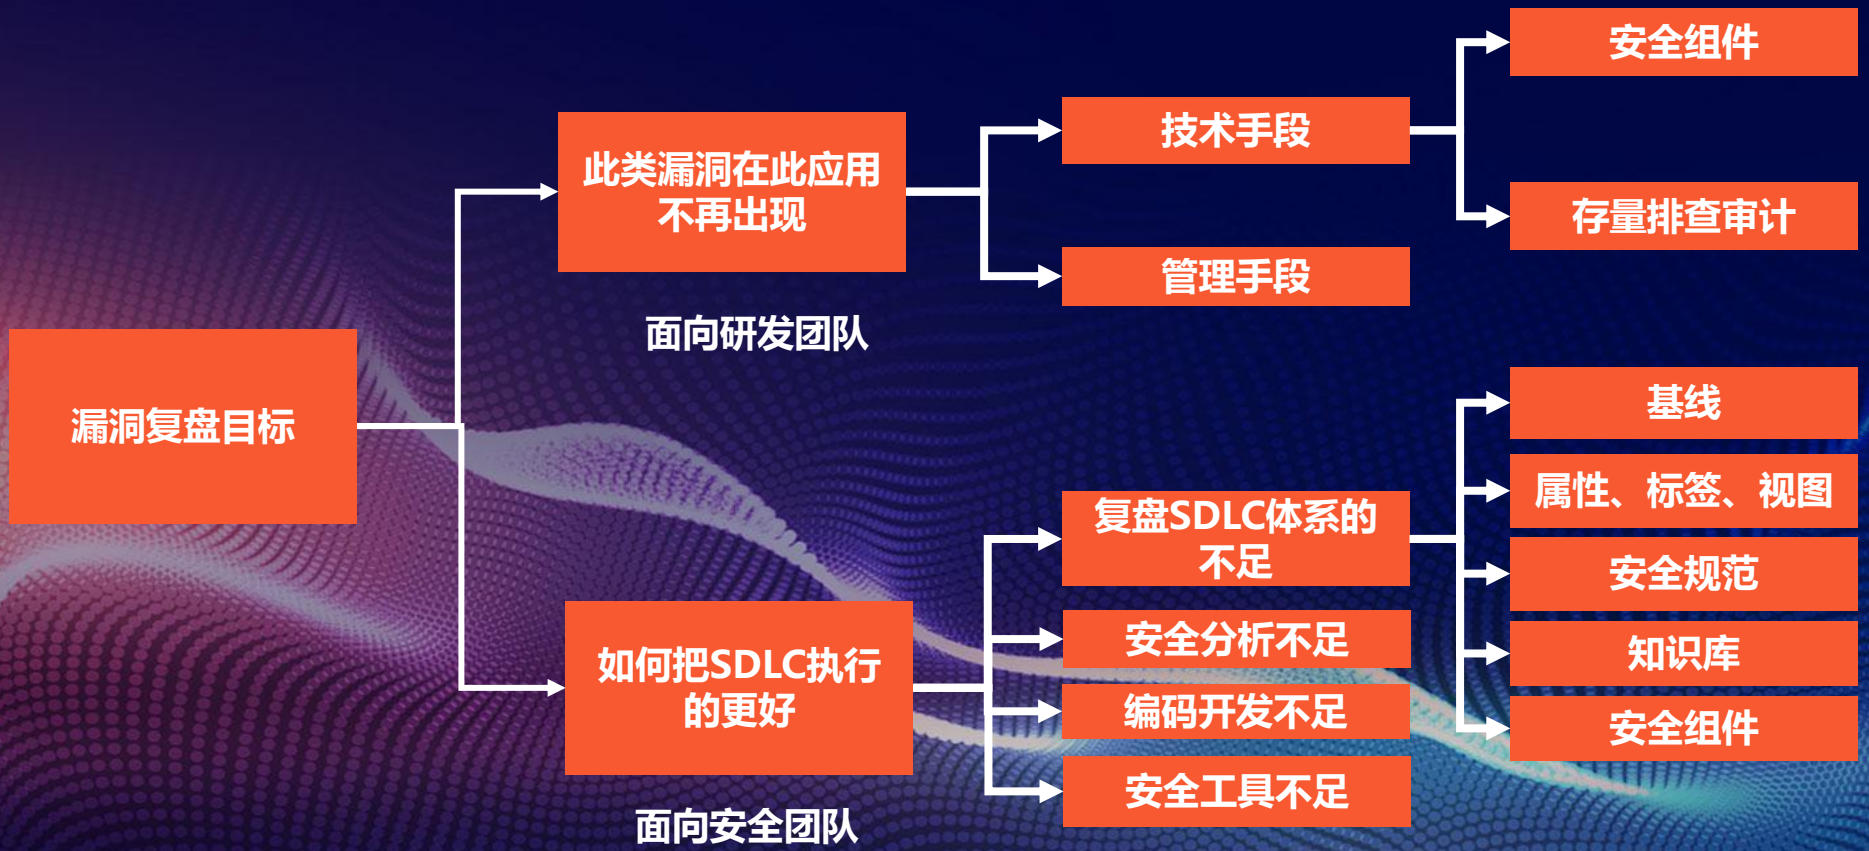 漏洞复盘目标
此类漏洞在此应用
不再出现
面向研发团队
技术手段
管理手段
安全组件
存量排查审计
如何把SDLC执行
的更好
面向安全团队
复盘SDLC体系的
不足
安全分析不足
编码开发不足
安全工具不足
基线
属性、标签、视图
安全规范
知识库
安全组件